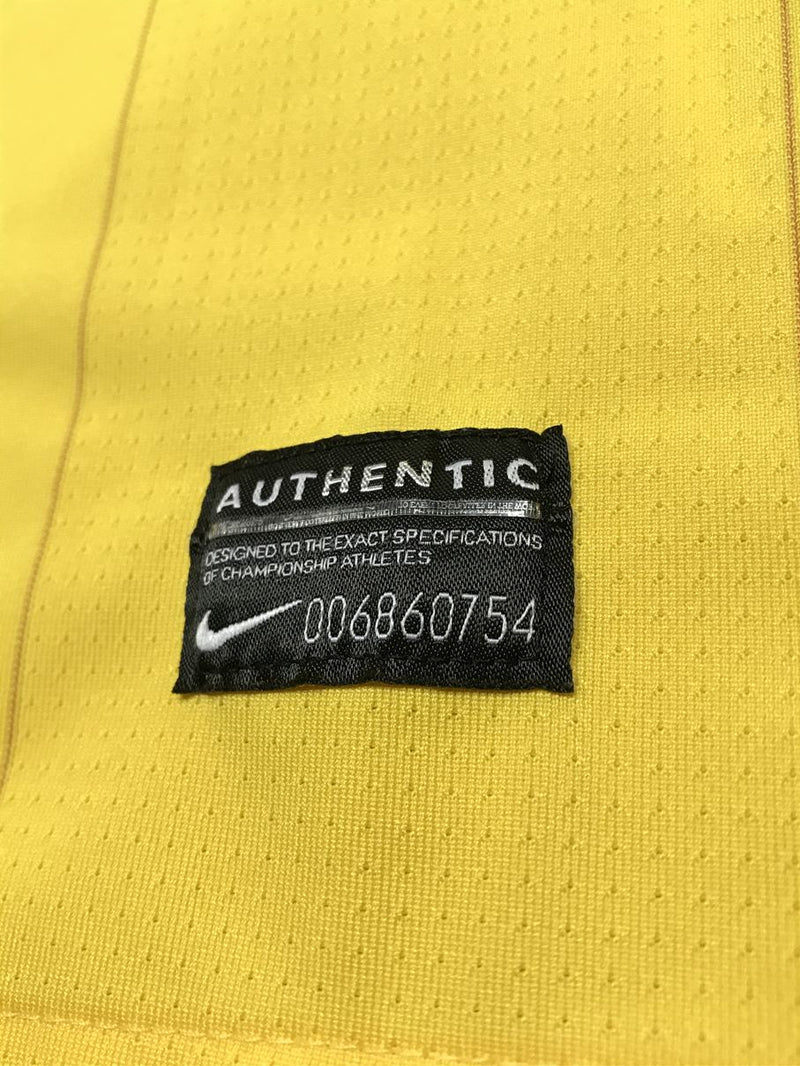 AUTHENTIC
DESIGNED TO THE EXACT SPECIFICATIONS
OF CHAMPIONSHIP ATHLETES
006860754